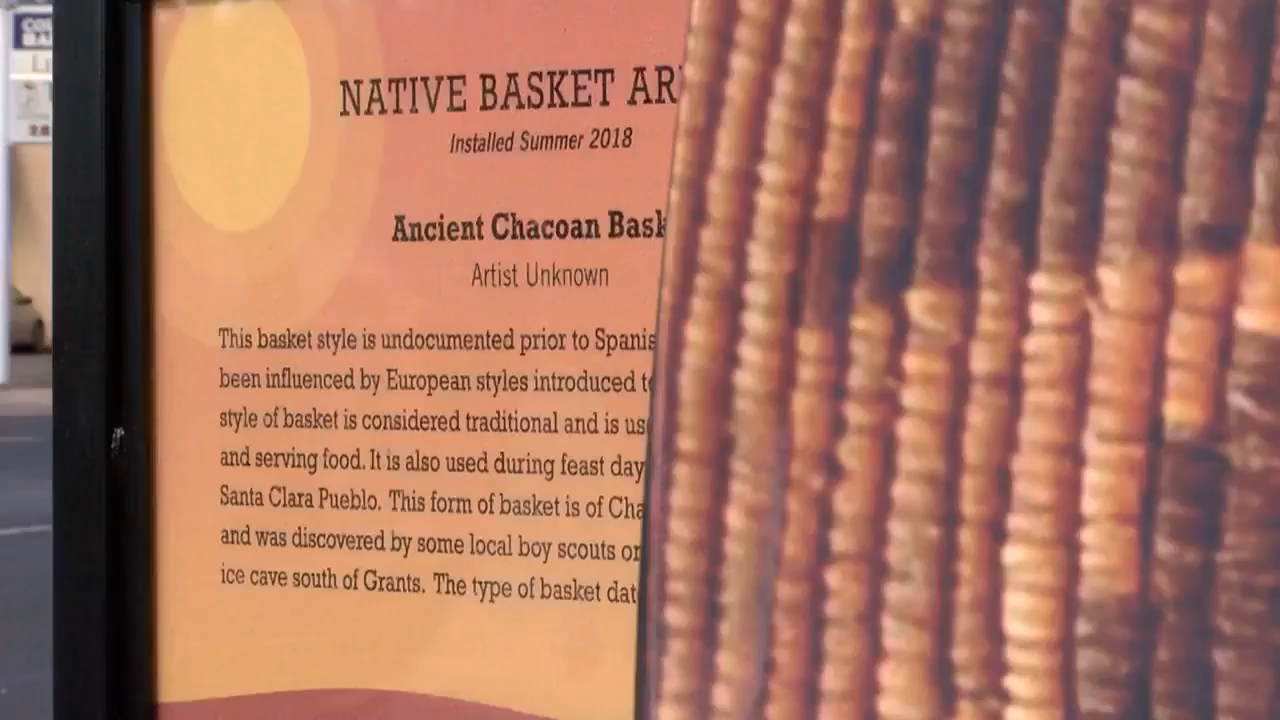 NATIVE BASKET AR
Installed Summer 2018
Ancient Chacoan Bask
Artist Unknown
This basket style is undocumented prior to Spanis
been influenced by European styles introduced to
style of basket is considered traditional and is us
and serving food. It is also used during feast day
Santa Clara Pueblo. This form of basket is of Cha
and was discovered by some local boy scouts or
ice cave south of Grants. The type of basket dat